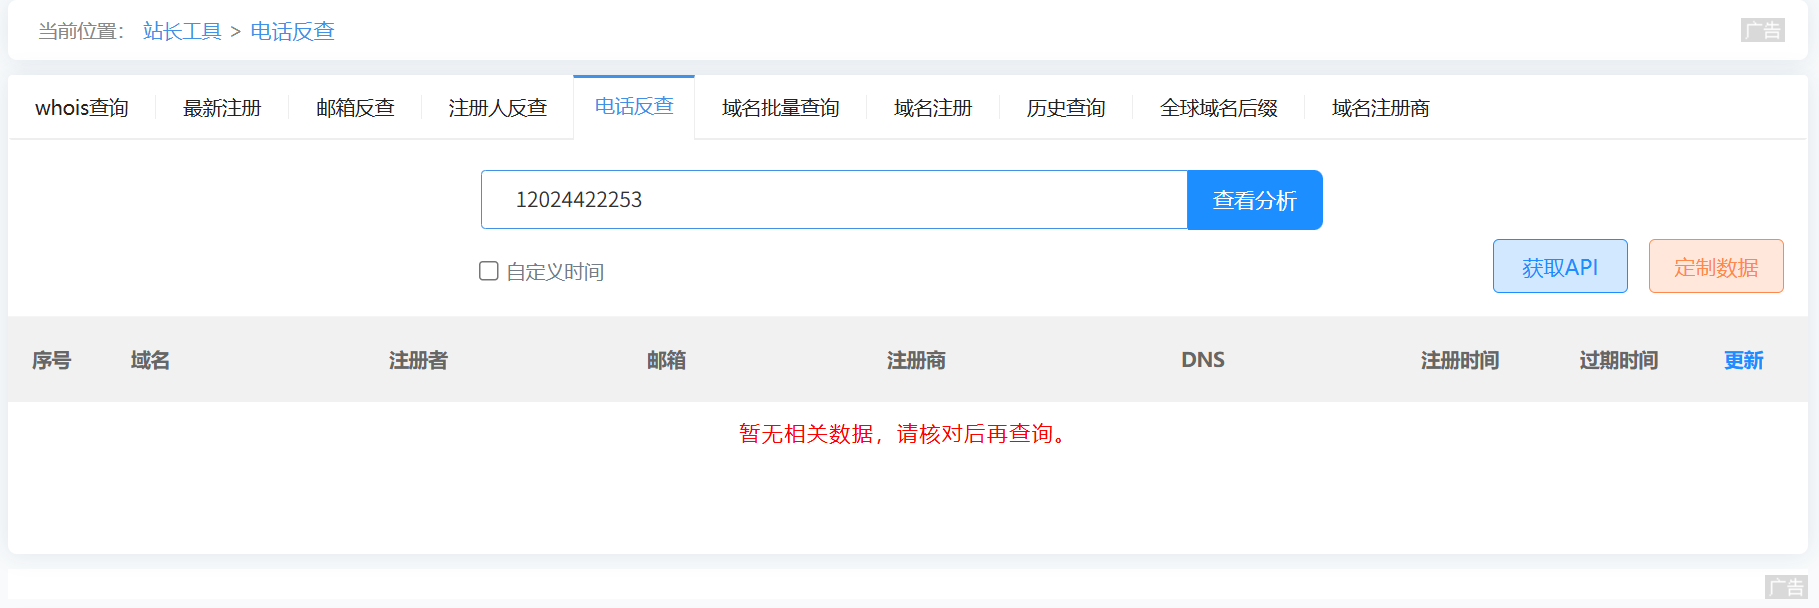 当前位置： 站长工具 > 电话反查 广告
whois查询 最新注册 邮箱反查 注册人反查 电话反查 域名批量查询 域名注册 历史查询 全球域名后缀 域名注册商
12024422253 查看分析
自定义时间 获取API 定制数据
序号 域名 注册者 邮箱 注册商 DNS 注册时间 过期时间 更新
暂无相关数据，请核对后再查询。
广告